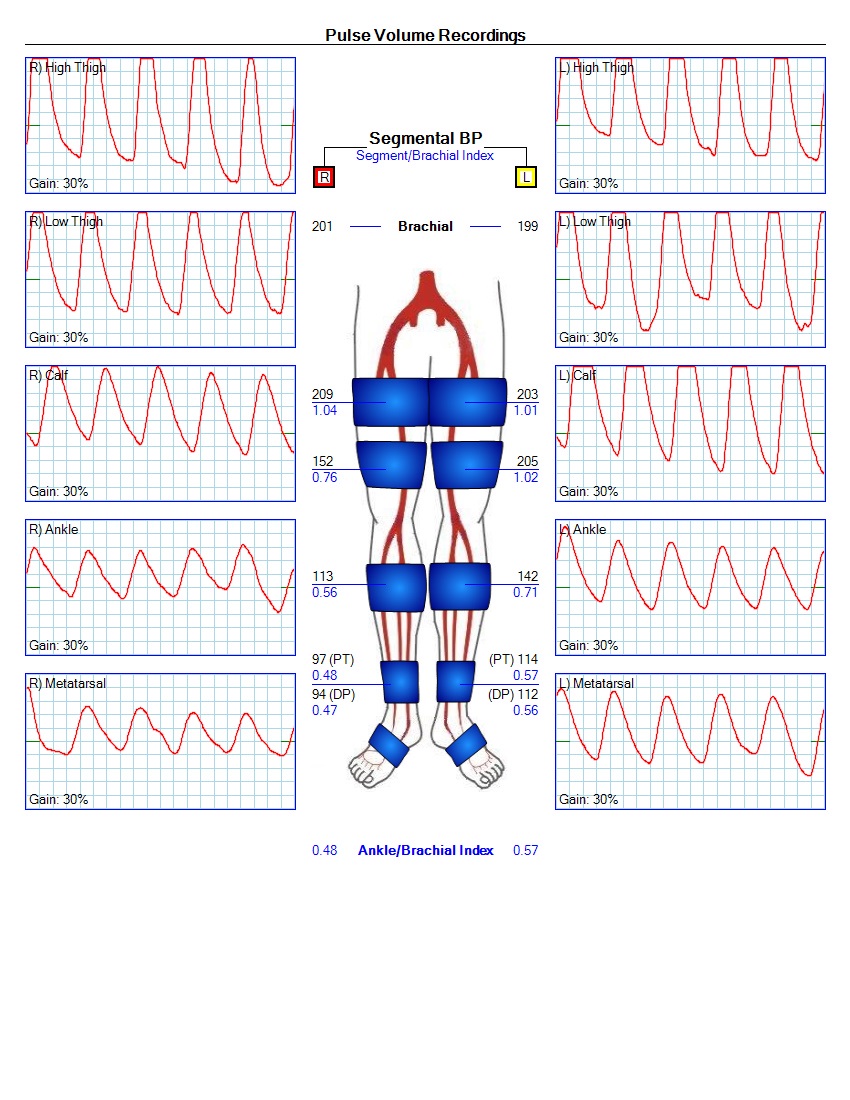 Pulse Volume Recordings
R) High Thigh
Gain: 30%
L) High Thigh
Gain: 30%
Segmental BP
Segment/Brachial Index
R
L
201 Brachial 199
R) Low Thigh
Gain: 30%
L) Low Thigh
Gain: 30%
R) Calf
Gain: 30%
L) Calf
Gain: 30%
209
1.04
203
1.01
152
0.76
205
1.02
R) Ankle
Gain: 30%
L) Ankle
Gain: 30%
113
0.56
142
0.71
97 (PT)
0.48
94 (DP)
0.47
(PT) 114
0.57
(DP) 112
0.56
R) Metatarsal
Gain: 30%
L) Metatarsal
Gain: 30%
0.48 Ankle/Brachial Index 0.57